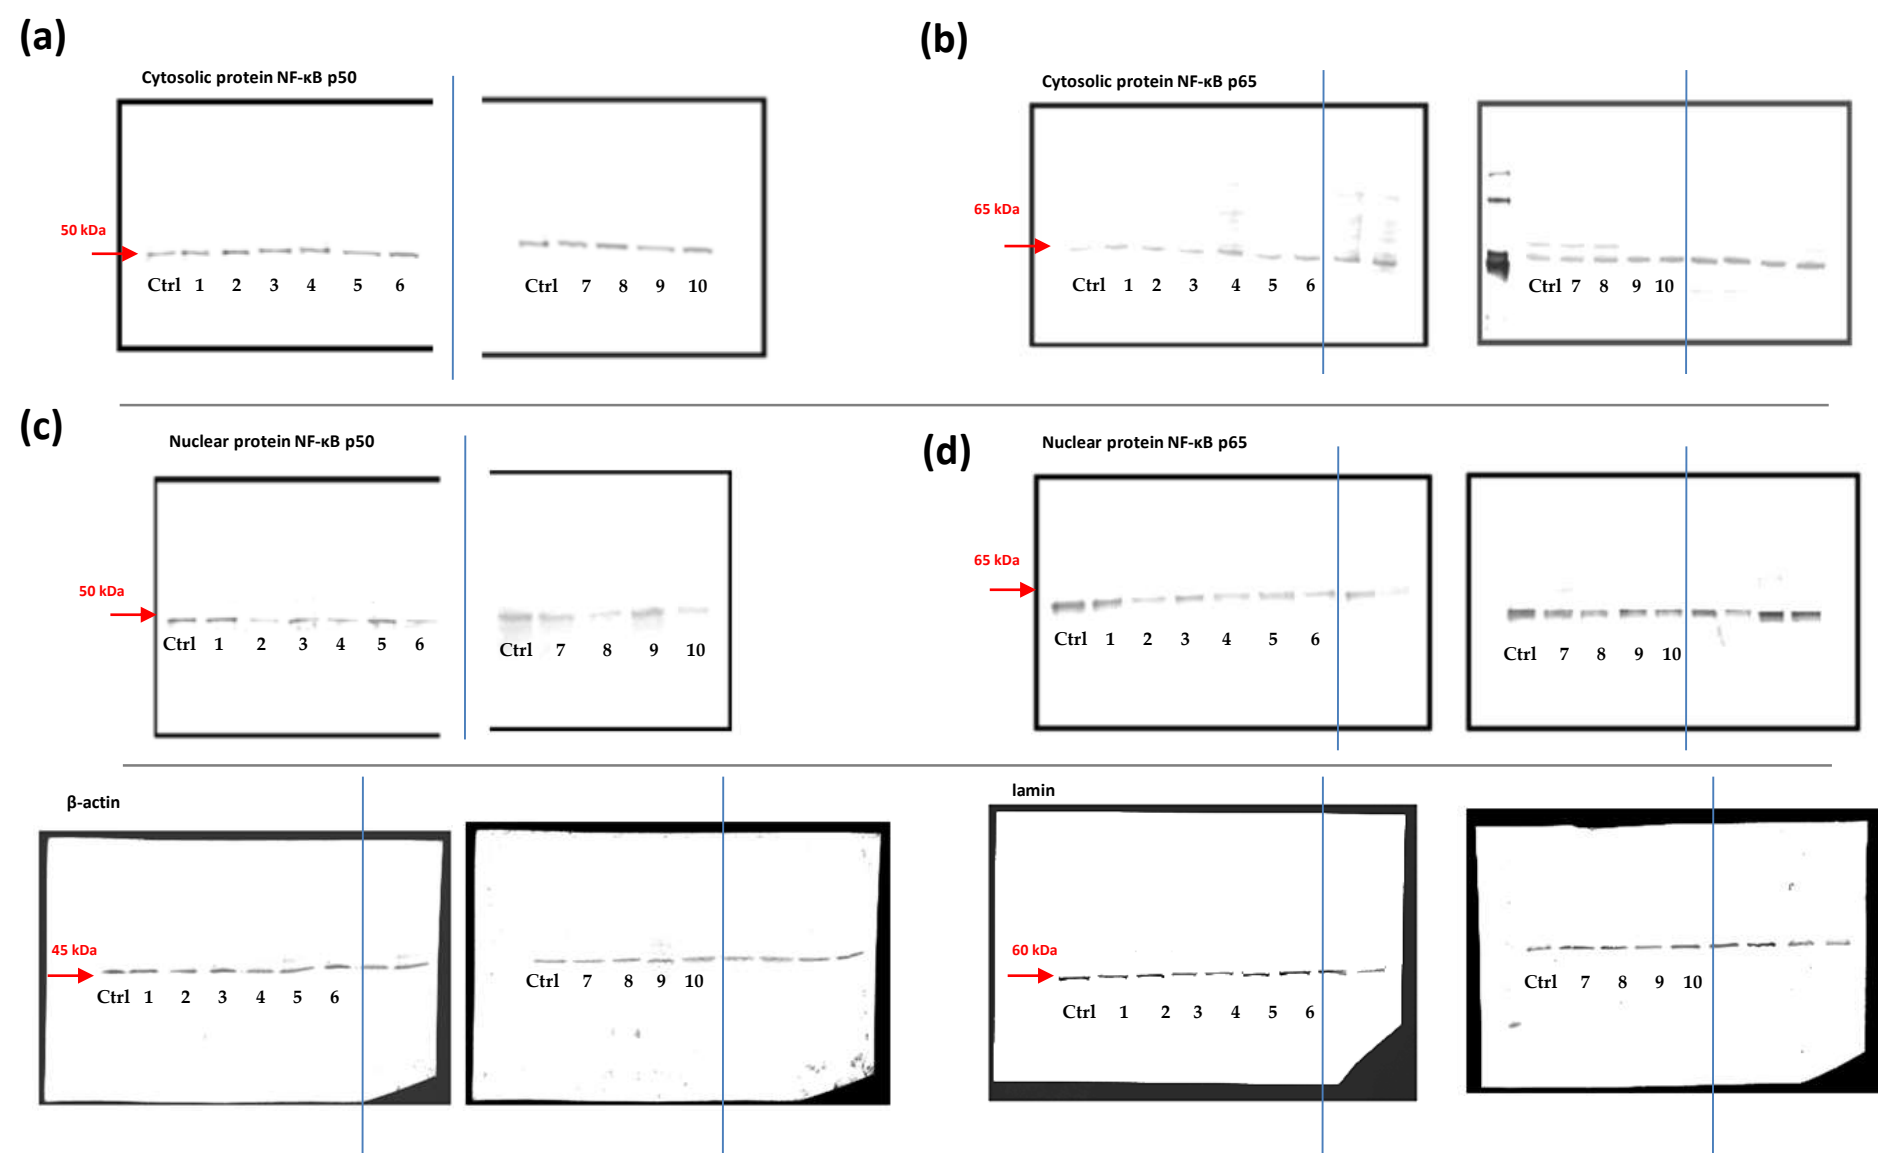 (a)
Cytosolic protein NF-κB p50
50 kDa
Ctrl 1 2 3 4 5 6
Ctrl 7 8 9 10
(b)
Cytosolic protein NF-κB p65
65 kDa
Ctrl 1 2 3 4 5 6
Ctrl 7 8 9 10
(c)
Nuclear protein NF-κB p50
50 kDa
Ctrl 1 2 3 4 5 6
Ctrl 7 8 9 10
(d)
Nuclear protein NF-κB p65
65 kDa
Ctrl 1 2 3 4 5 6
Ctrl 7 8 9 10
β-actin
45 kDa
Ctrl 1 2 3 4 5 6
Ctrl 7 8 9 10
lamin
60 kDa
Ctrl 1 2 3 4 5 6
Ctrl 7 8 9 10